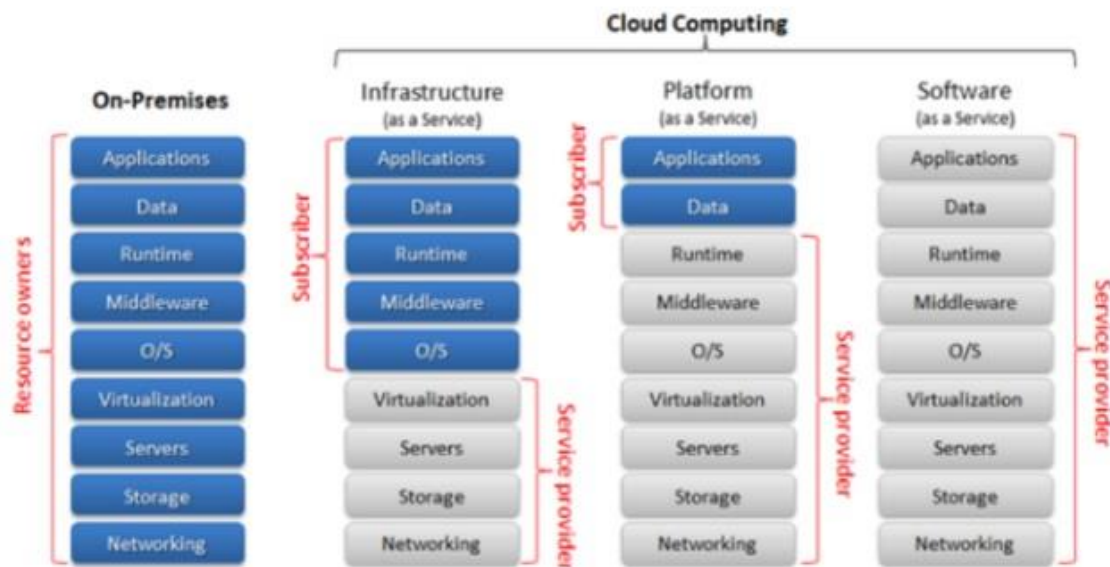 Cloud Computing
On-Premises
Infrastructure
(as a Service)
Platform
(as a Service)
Software
(as a Service)
Resource owners
Applications
Data
Runtime
Middleware
O/S
Virtualization
Servers
Storage
Networking
Subscriber
Applications
Data
Runtime
Middleware
O/S
Virtualization
Servers
Storage
Networking
Service provider
Subscriber
Applications
Data
Runtime
Middleware
O/S
Virtualization
Servers
Storage
Networking
Service provider
Applications
Data
Runtime
Middleware
O/S
Virtualization
Servers
Storage
Networking
Service provider